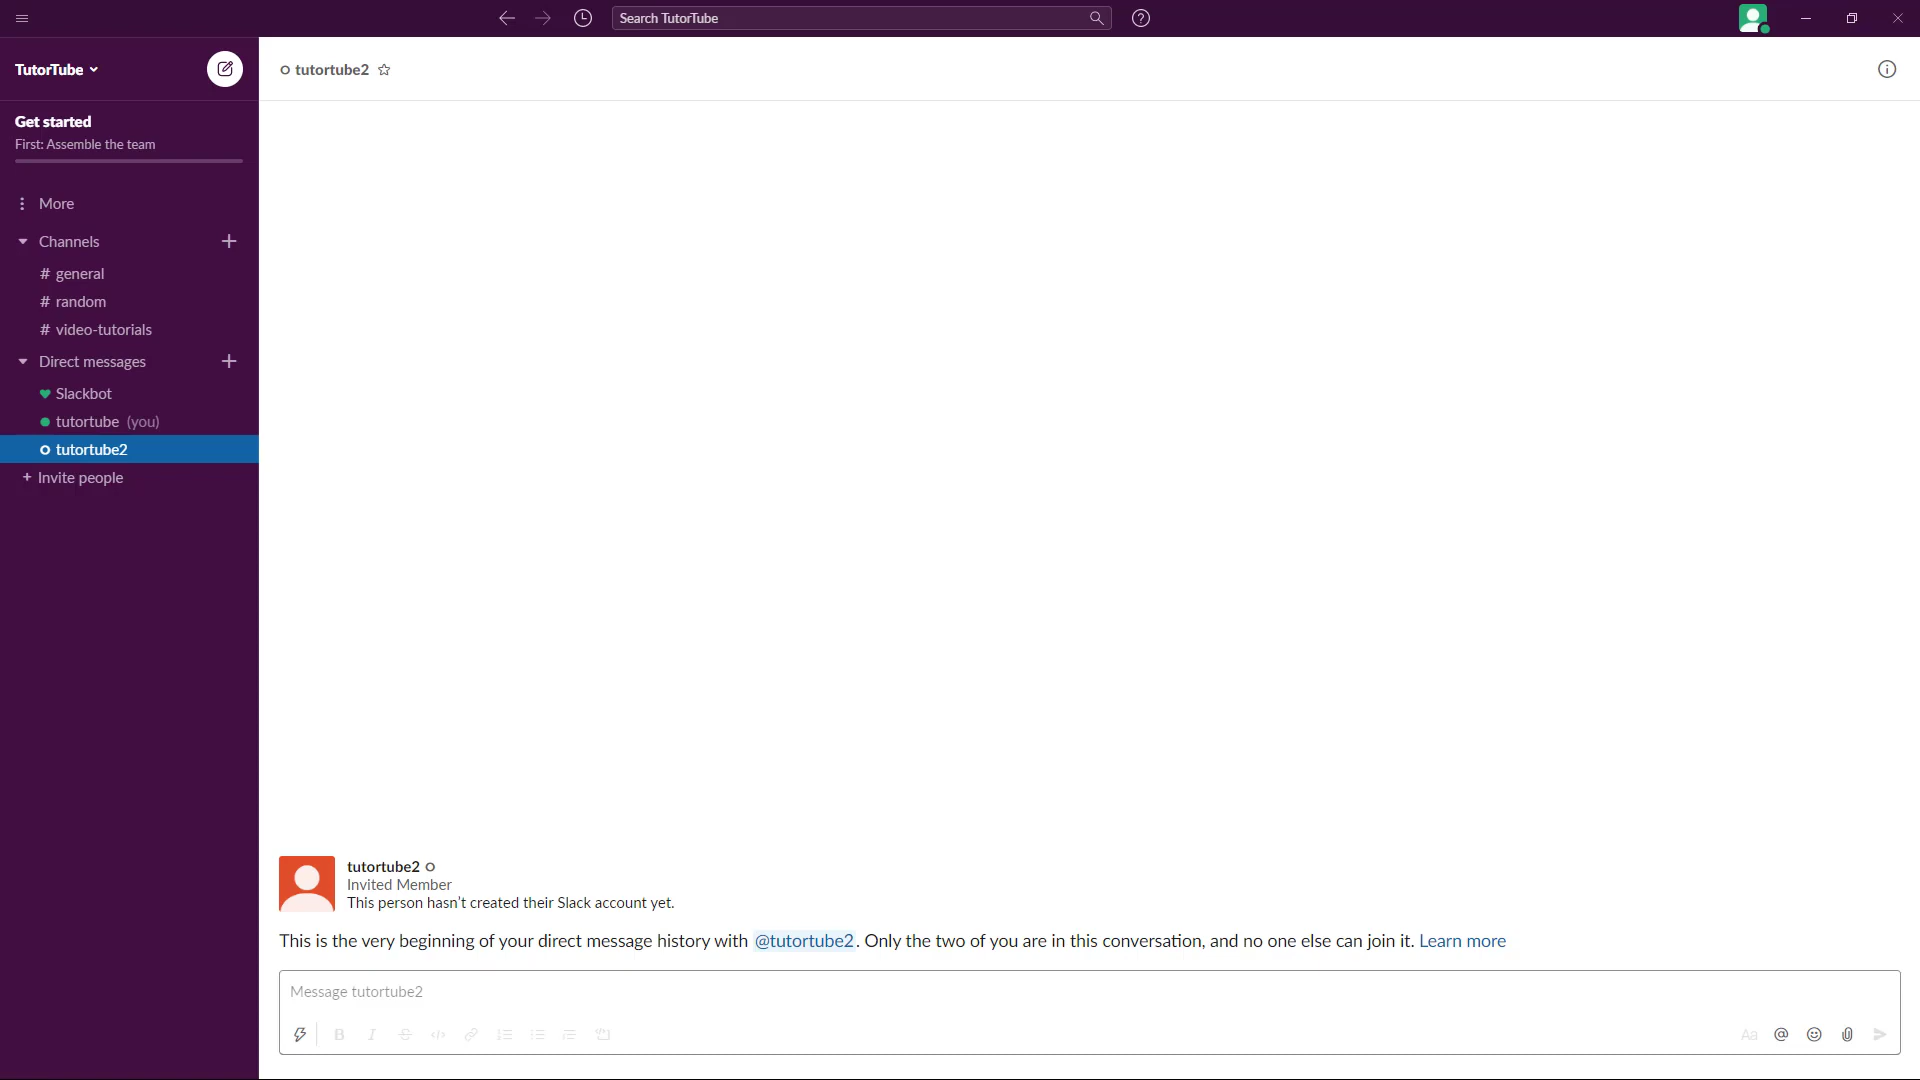 Search TutorTube
TutorTube
tutortube2
Get started
First: Assemble the team
More
Channels
# general
# random
# video-tutorials
Direct messages
Slackbot
tutortube (you)
tutortube2
+ Invite people
tutortube2
Invited Member
This person hasn't created their Slack account yet.
This is the very beginning of your direct message history with @tutortube2. Only the two of you are in this conversation, and no one else can join it. Learn more
Message tutortube2
B I S </> Aa @